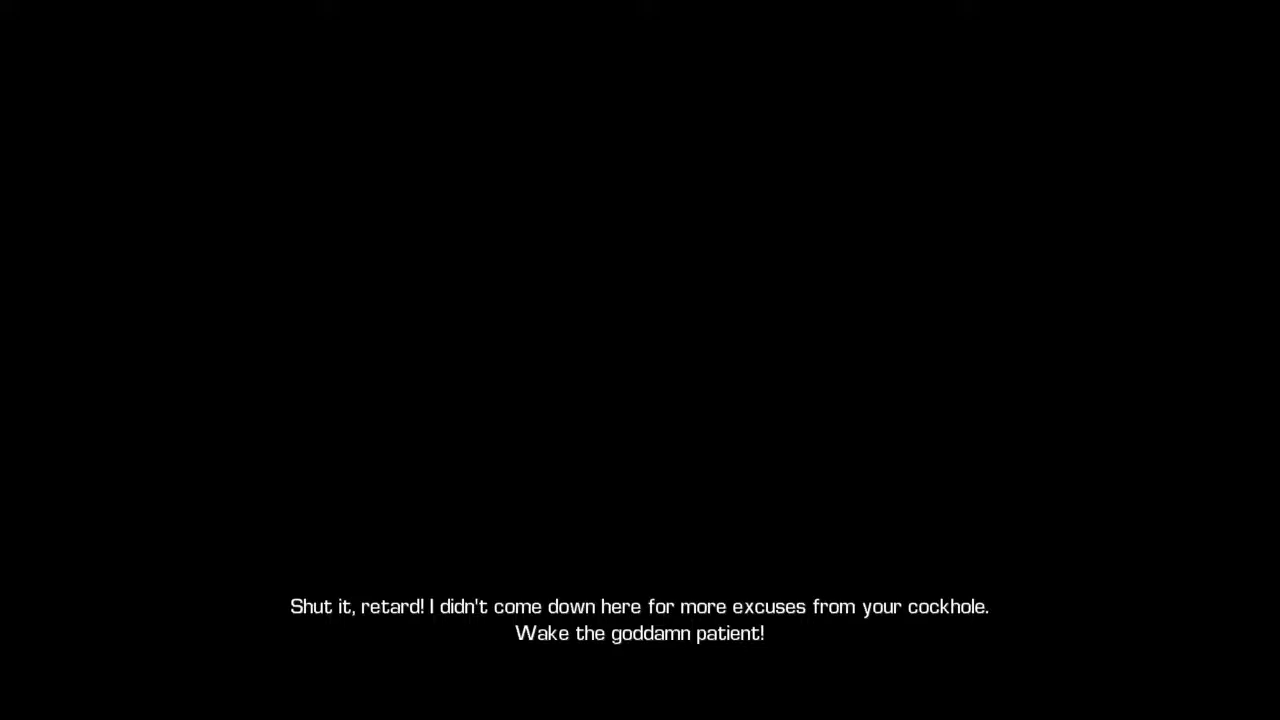 Shut it, retard! I didn't come down here for more excuses from your cockhole.
Wake the goddamn patient!